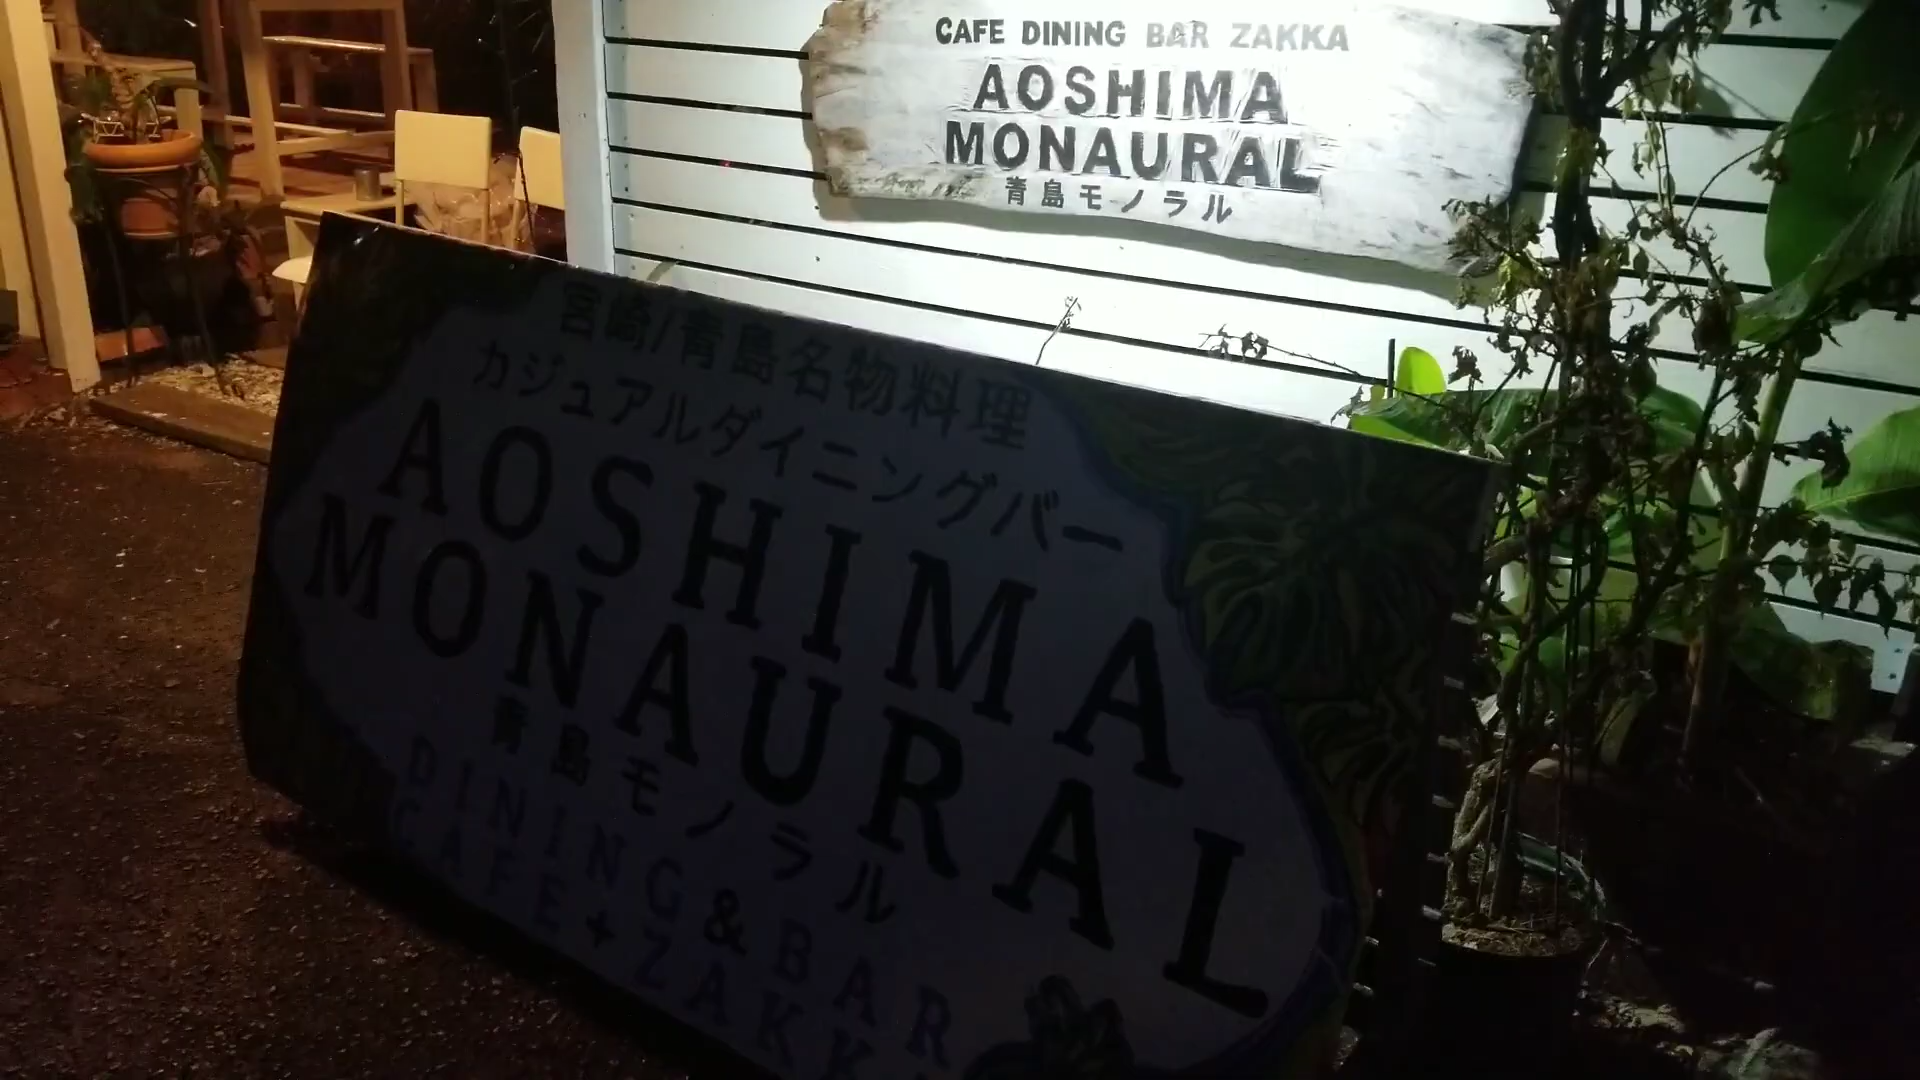 CAFE DINING BAR ZAKKA
AOSHIMA
MONAURAL
青島モノラル
宮崎/青島名物料理
カジュアルダイニングバー
AOSHIMA
MONAURAL
青島モノラル
DINING&BAR
CAFE+ZAKK